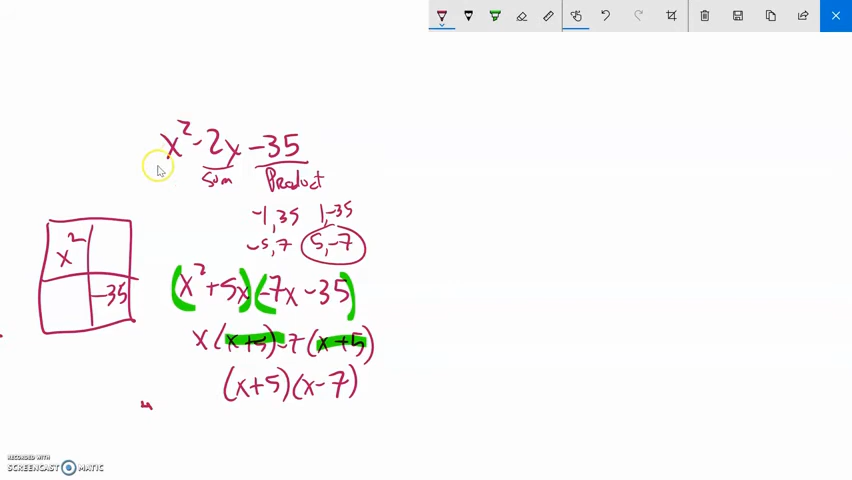 x² - 2x - 35
Sum Product
-1, 35 1, -35
-5, 7 5, -7
x²
-35
(x² + 5x)(-7x - 35)
x(x+5) - 7(x+5)
(x+5)(x-7)
RECORDED WITH
SCREENCAST MATIC